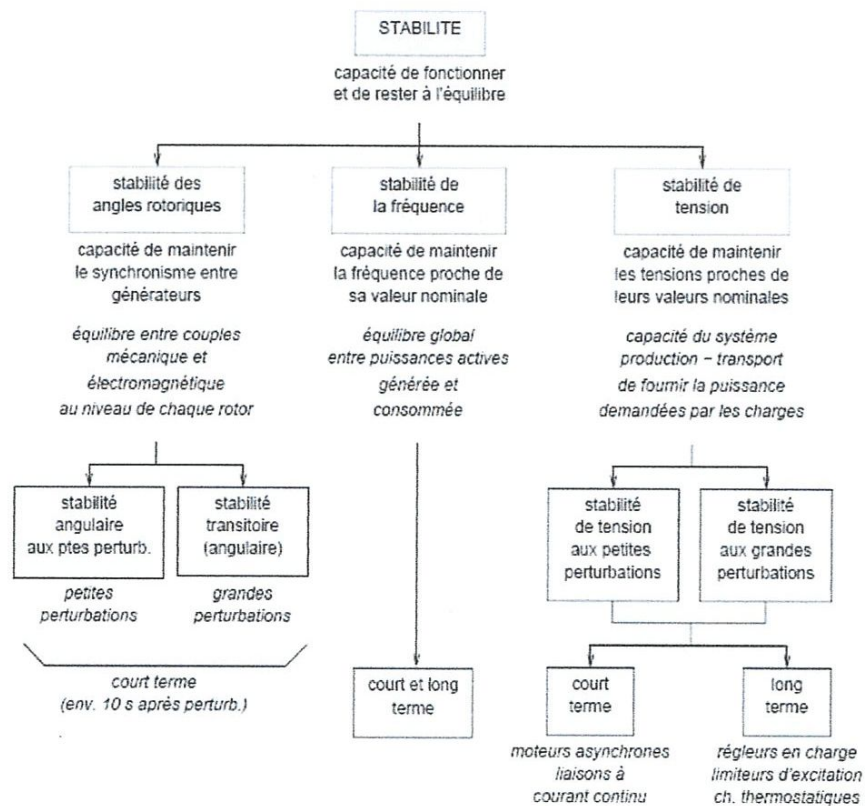 STABILITE
capacité de fonctionner
et de rester à l'équilibre
stabilité des
angles rotoriques
capacité de maintenir
le synchronisme entre
générateurs
équilibre entre couples
mécanique et
électromagnétique
au niveau de chaque rotor
stabilité de
la fréquence
capacité de maintenir
la fréquence proche de
sa valeur nominale
équilibre global
entre puissances actives
générée et
consommée
stabilité de
tension
capacité de maintenir
les tensions proches de
leurs valeurs nominales
capacité du système
production – transport
de fournir la puissance
demandées par les charges
stabilité
angulaire
aux ptes perturb.
petites
perturbations
stabilité
transitoire
(angulaire)
grandes
perturbations
court terme
(env. 10 s après perturb.)
court et long
terme
stabilité
de tension
aux petites
perturbations
stabilité
de tension
aux grandes
perturbations
court
terme
moteurs asynchrones
liaisons à
courant continu
long
terme
régleurs en charge
limiteurs d'excitation
ch. thermostatiques